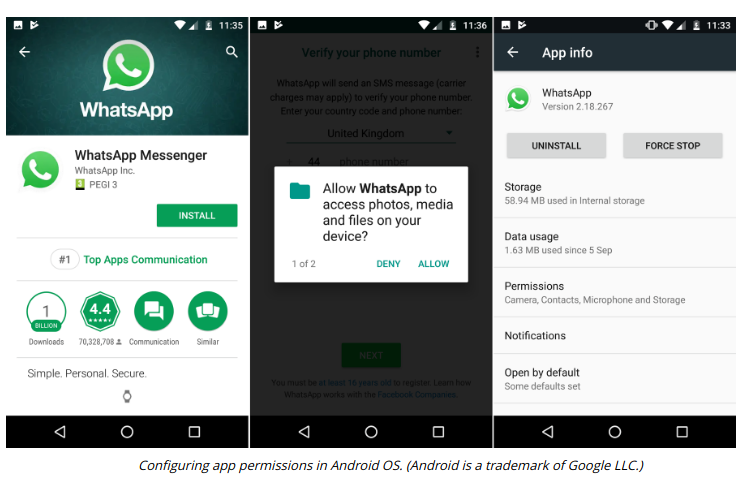 11:35
WhatsApp
WhatsApp Messenger
WhatsApp Inc.
3 PEGI 3
INSTALL
#1 Top Apps Communication
1
BILLION
4.4
Downloads 70,328,708 Communication Similar
Simple. Personal. Secure.
11:36
Verify your phone number
WhatsApp will send an SMS message (carrier
charges may apply) to verify your phone number.
Enter your country code and phone number:
United Kingdom
+ 44 phone number
Allow WhatsApp to
access photos, media
and files on your
device?
1 of 2 DENY ALLOW
NEXT
You must be at least 16 years old to register. Learn how
WhatsApp works with the Facebook Companies.
11:33
App info
WhatsApp
Version 2.18.267
UNINSTALL FORCE STOP
Storage
58.94 MB used in Internal storage
Data usage
1.63 MB used since 5 Sep
Permissions
Camera, Contacts, Microphone and Storage
Notifications
Open by default
Some defaults set
Configuring app permissions in Android OS. (Android is a trademark of Google LLC.)